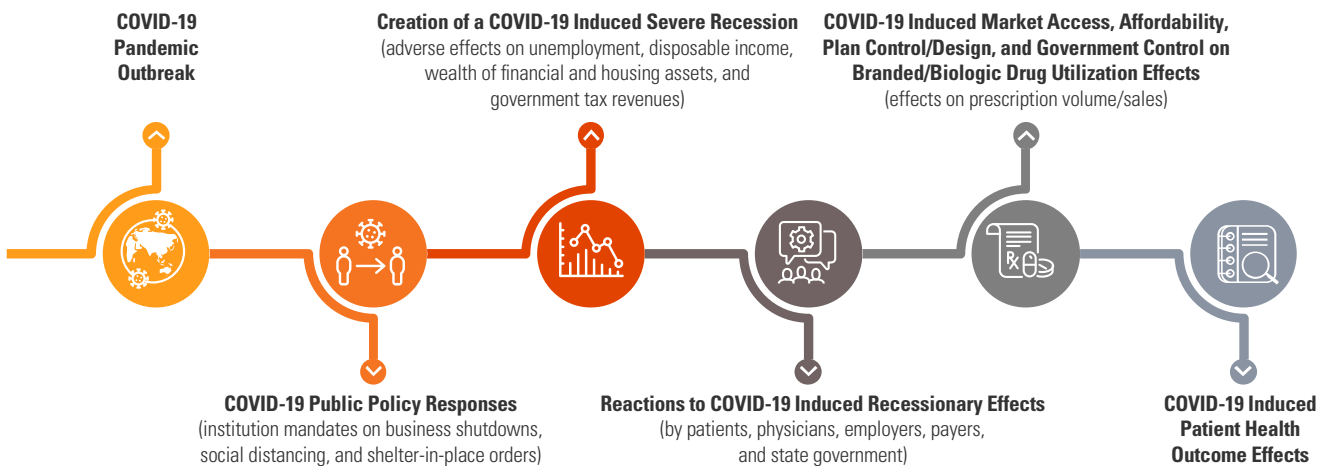 COVID-19
Pandemic
Outbreak
Creation of a COVID-19 Induced Severe Recession
(adverse effects on unemployment, disposable income,
wealth of financial and housing assets, and
government tax revenues)
COVID-19 Induced Market Access, Affordability,
Plan Control/Design, and Government Control on
Branded/Biologic Drug Utilization Effects
(effects on prescription volume/sales)
Rx
COVID-19 Public Policy Responses
(institution mandates on business shutdowns,
social distancing, and shelter-in-place orders)
Reactions to COVID-19 Induced Recessionary Effects
(by patients, physicians, employers, payers,
and state government)
COVID-19 Induced
Patient Health
Outcome Effects